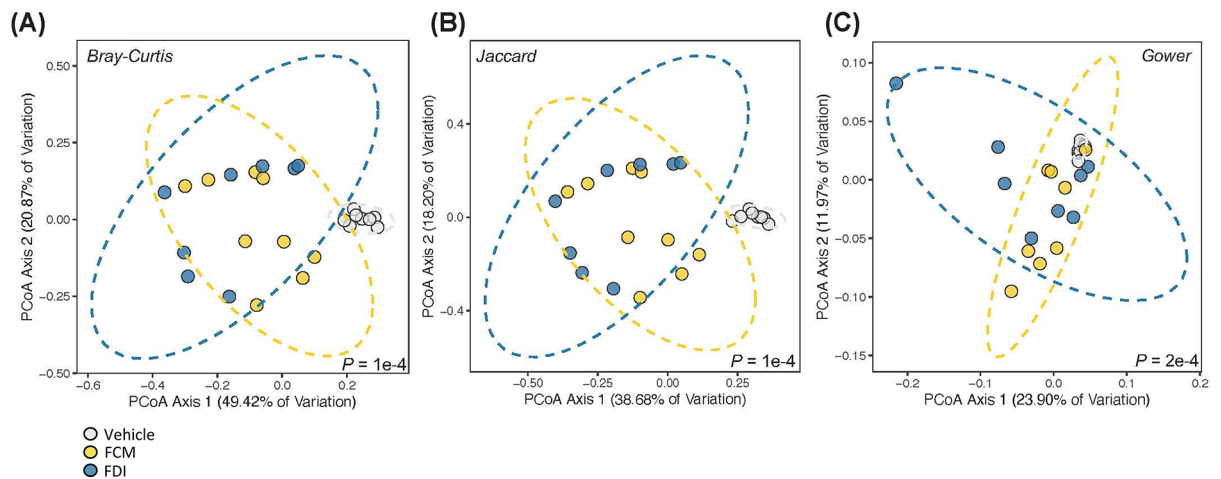 (A)
Bray-Curtis
PCoA Axis 2 (20.87% of Variation)
0.50
0.25
0.00
−0.25
−0.50
−0.6
−0.4
−0.2
0.0
0.2
PCoA Axis 1 (49.42% of Variation)
P = 1e-4
(B)
Jaccard
PCoA Axis 2 (18.20% of Variation)
0.4
0.0
−0.4
−0.50
−0.25
0.00
0.25
PCoA Axis 1 (38.68% of Variation)
P = 1e-4
(C)
Gower
PCoA Axis 2 (11.97% of Variation)
0.10
0.05
0.00
−0.05
−0.10
−0.15
−0.2
−0.1
0.0
0.1
0.2
PCoA Axis 1 (23.90% of Variation)
P = 2e-4
Vehicle
FCM
FDI